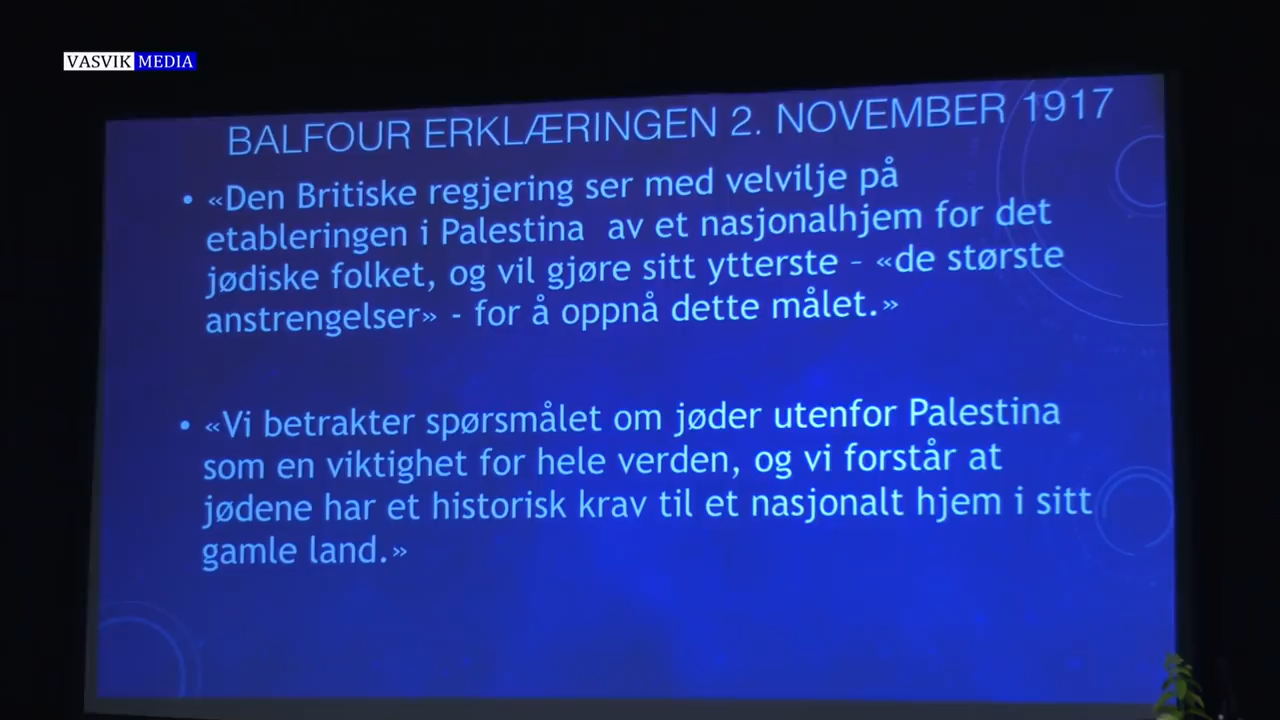 VASVIK MEDIA
BALFOUR ERKLÆRINGEN 2. NOVEMBER 1917
• «Den Britiske regjering ser med velvilje på
etableringen i Palestina av et nasjonalhjem for det
jødiske folket, og vil gjøre sitt ytterste – «de største
anstrengelser» - for å oppnå dette målet.»
• «Vi betrakter spørsmålet om jøder utenfor Palestina
som en viktighet for hele verden, og vi forstår at
jødene har et historisk krav til et nasjonalt hjem i sitt
gamle land.»